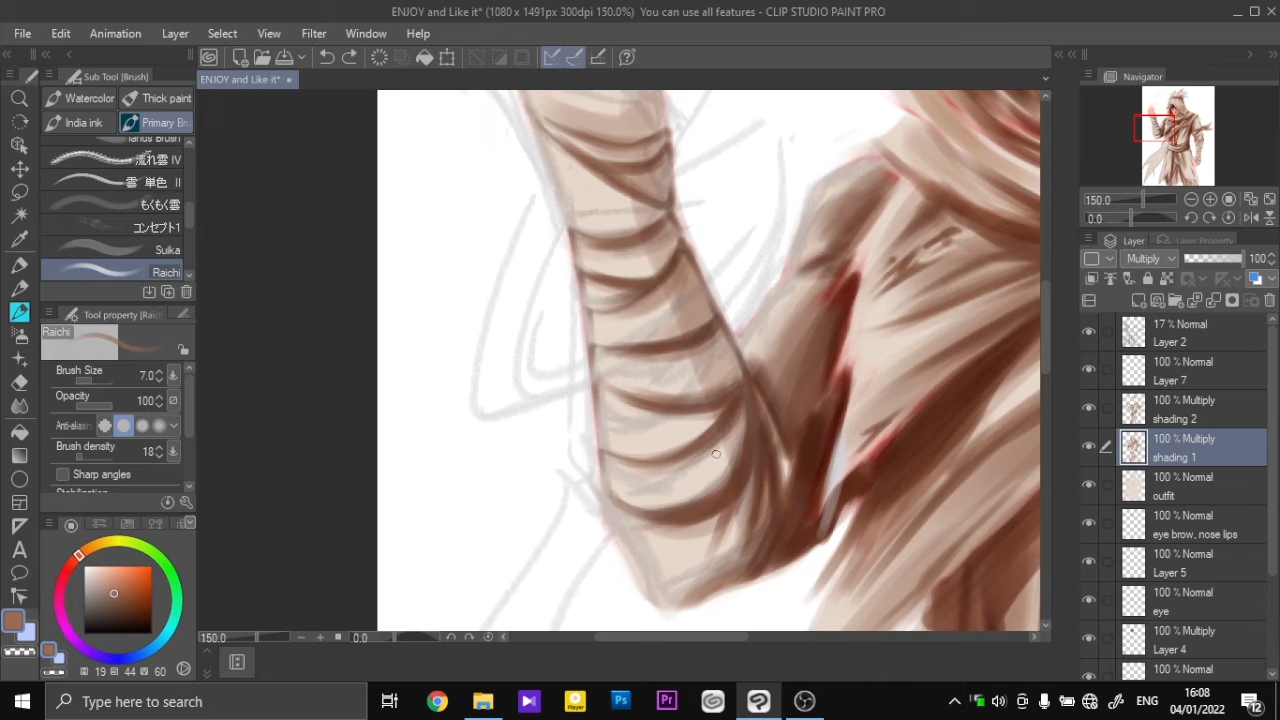 ENJOY and Like it* (1080 x 1491px 300dpi 150.0%)  You can use all features - CLIP STUDIO PAINT PRO
File Edit Animation Layer Select View Filter Window Help
Sub Tool [Brush]
ENJOY and Like it*
Navigator
Watercolor Thick paint
India ink Primary Bru
流れ雲 IV
雲 単色 II
もくもく雲
コンセプト1
Suika
Raichi
150.0
0.0
Layer Layer Property
Multiply 100
Tool property [Raich
Raichi
Brush Size 7.0
Opacity 100
Anti-alias
Brush density 18
Sharp angles
17 % Normal
Layer 2
100 % Normal
Layer 7
100 % Multiply
shading 2
100 % Multiply
shading 1
100 % Normal
outfit
100 % Normal
eye brow, nose lips
100 % Normal
Layer 5
100 % Normal
eye
100 % Multiply
Layer 4
100 % Multiply
150.0 0.0
H 19 S 44 V 60
Type here to search
Ps
Pr
Player
ENG
16:08
04/01/2022
12